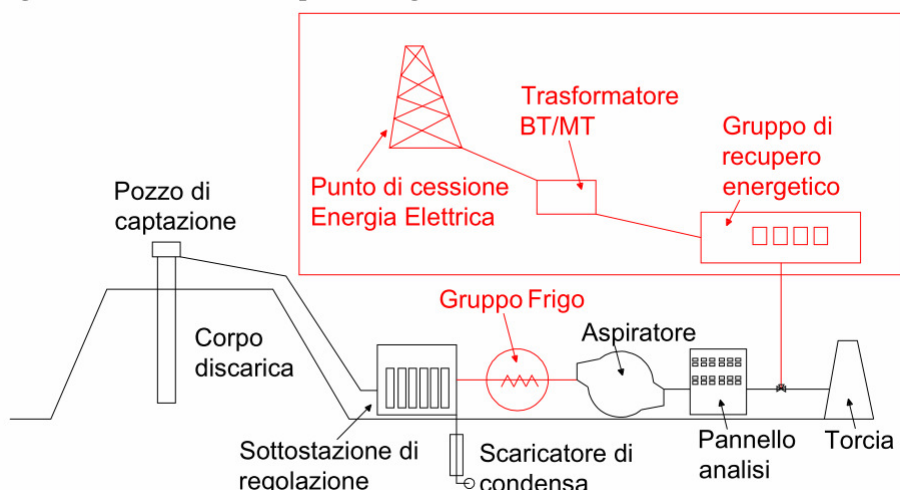 Trasformatore
BT/MT
Gruppo di
recupero
energetico
Punto di cessione
Energia Elettrica
Pozzo di
captazione
Gruppo Frigo
Aspiratore
Corpo
discarica
Sottostazione di
regolazione
Scaricatore di
condensa
Pannello
analisi
Torcia